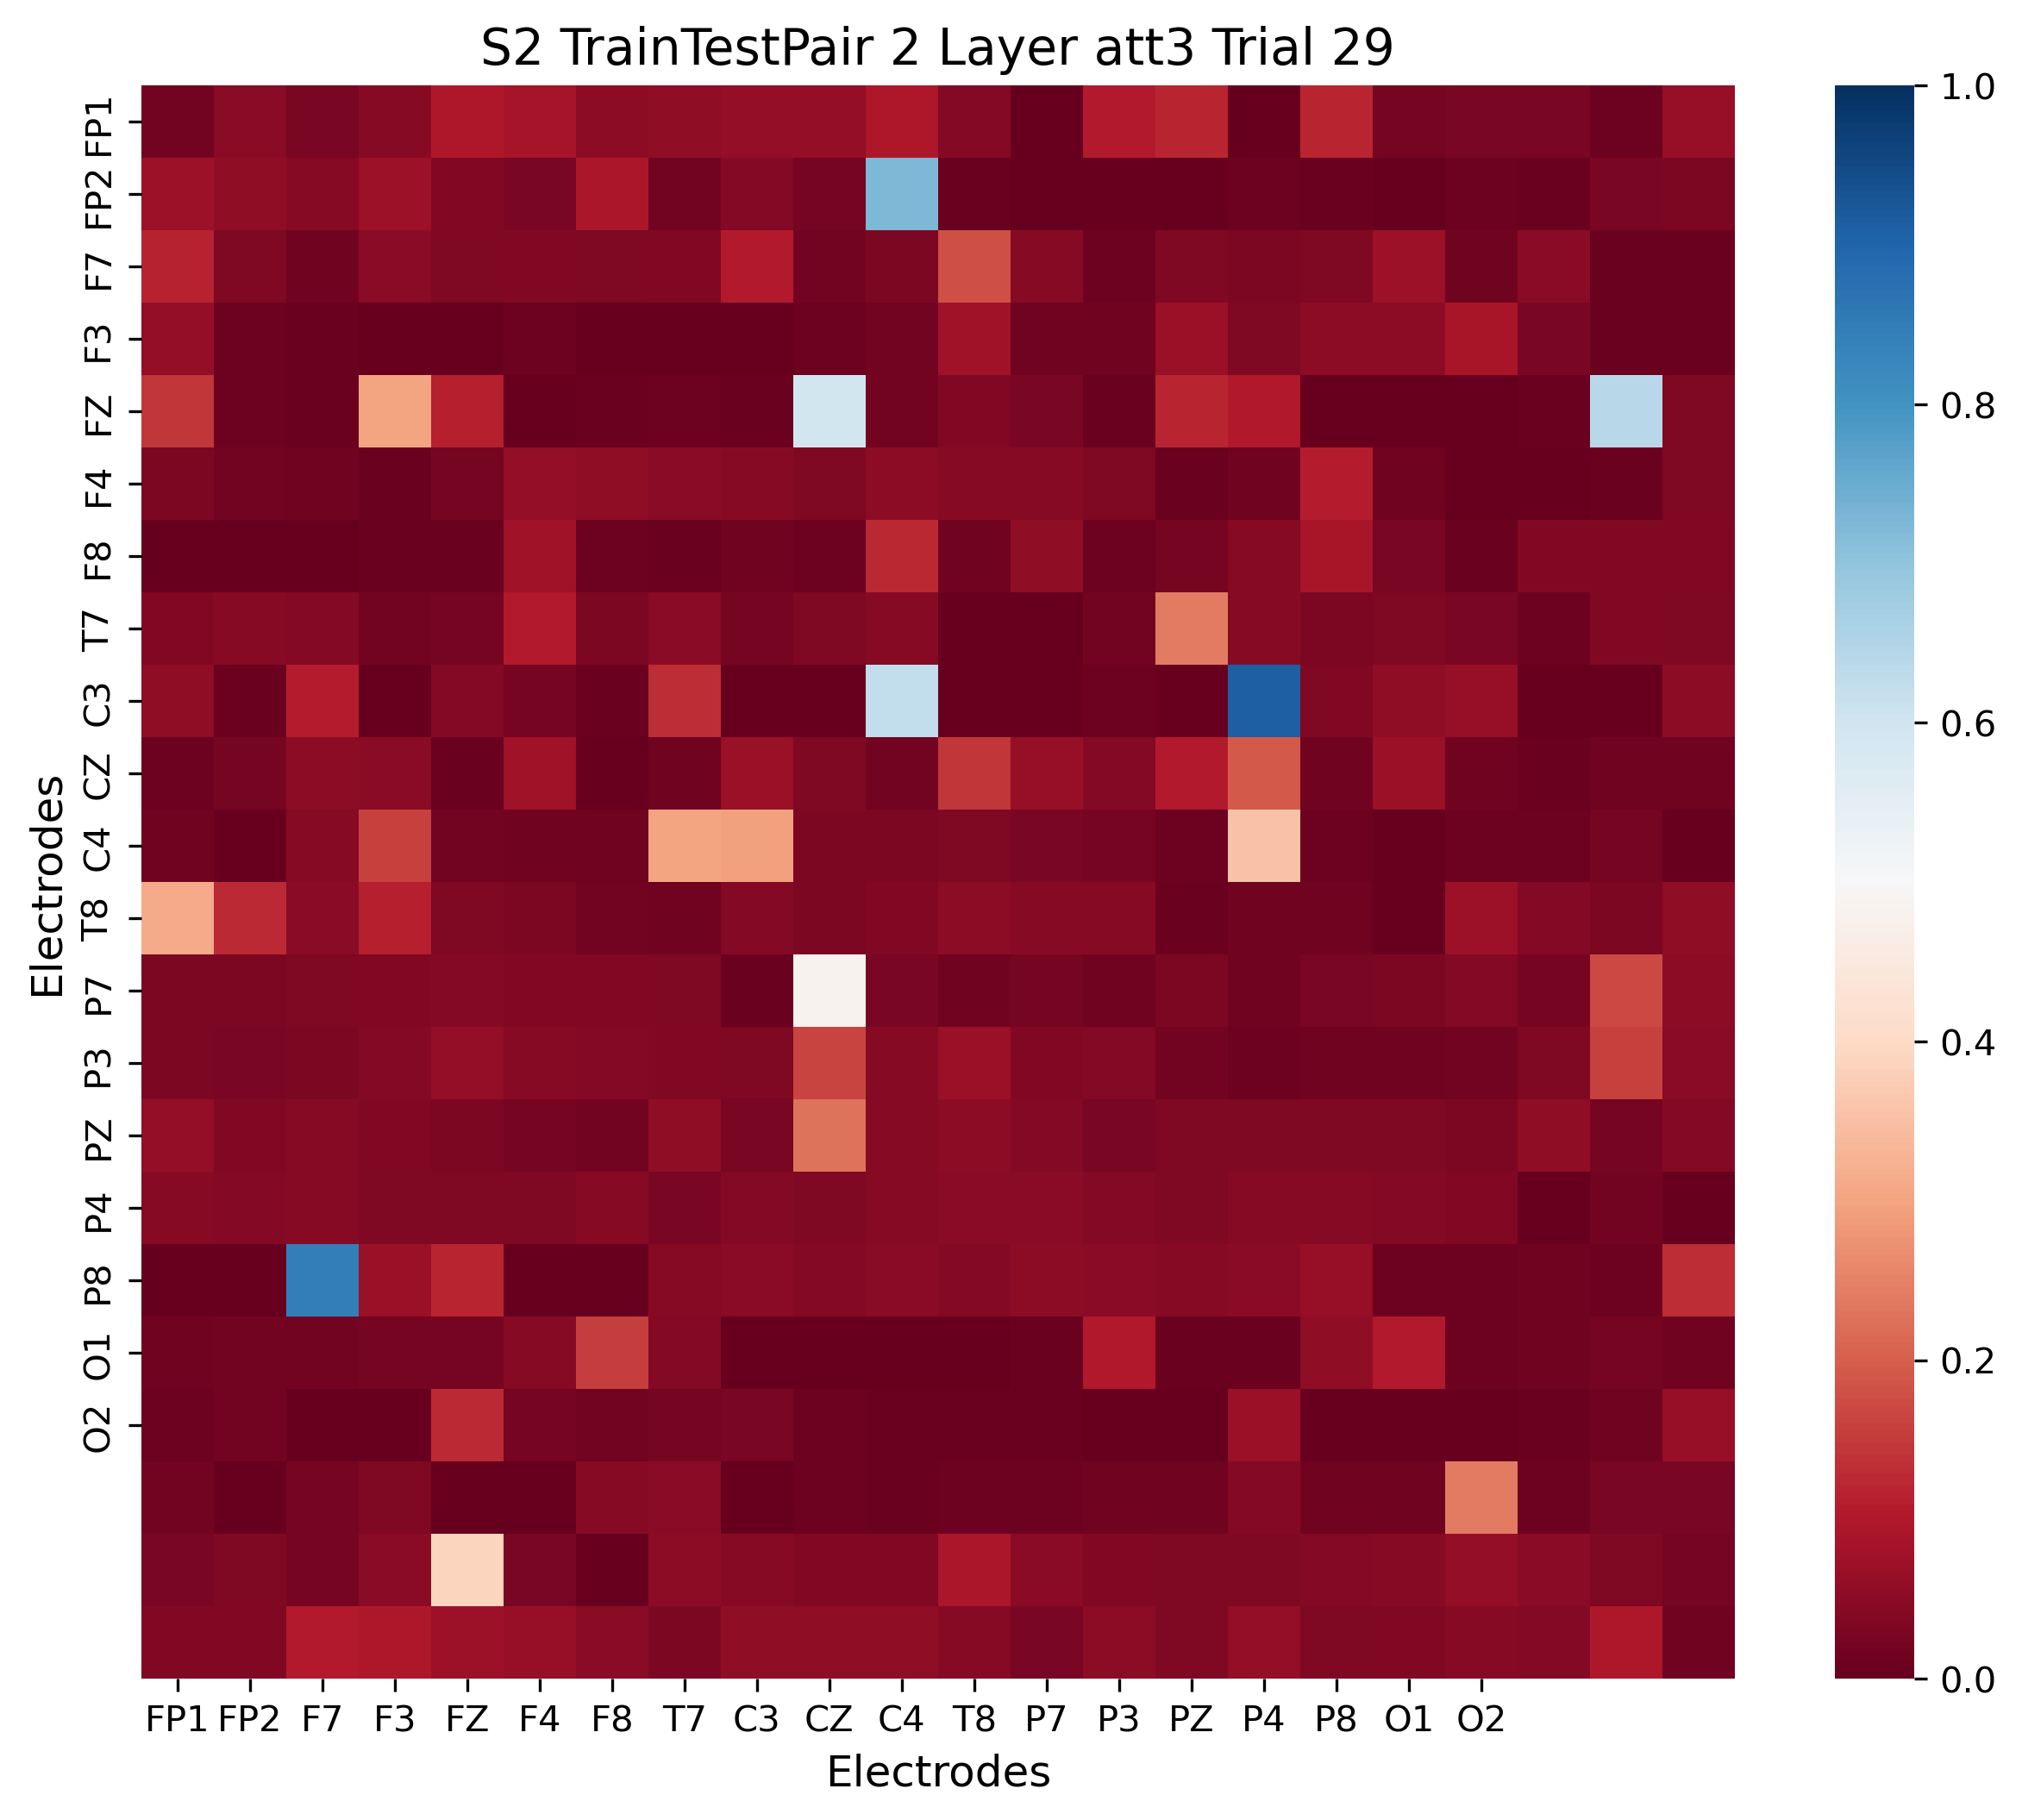 S2 TrainTestPair 2 Layer att3 Trial 29
Electrodes
FP1
FP2
F7
F3
FZ
F4
F8
T7
C3
CZ
C4
T8
P7
P3
PZ
P4
P8
O1
O2
FP1 FP2 F7 F3 FZ F4 F8 T7 C3 CZ C4 T8 P7 P3 PZ P4 P8 O1 O2
Electrodes
1.0
0.8
0.6
0.4
0.2
0.0